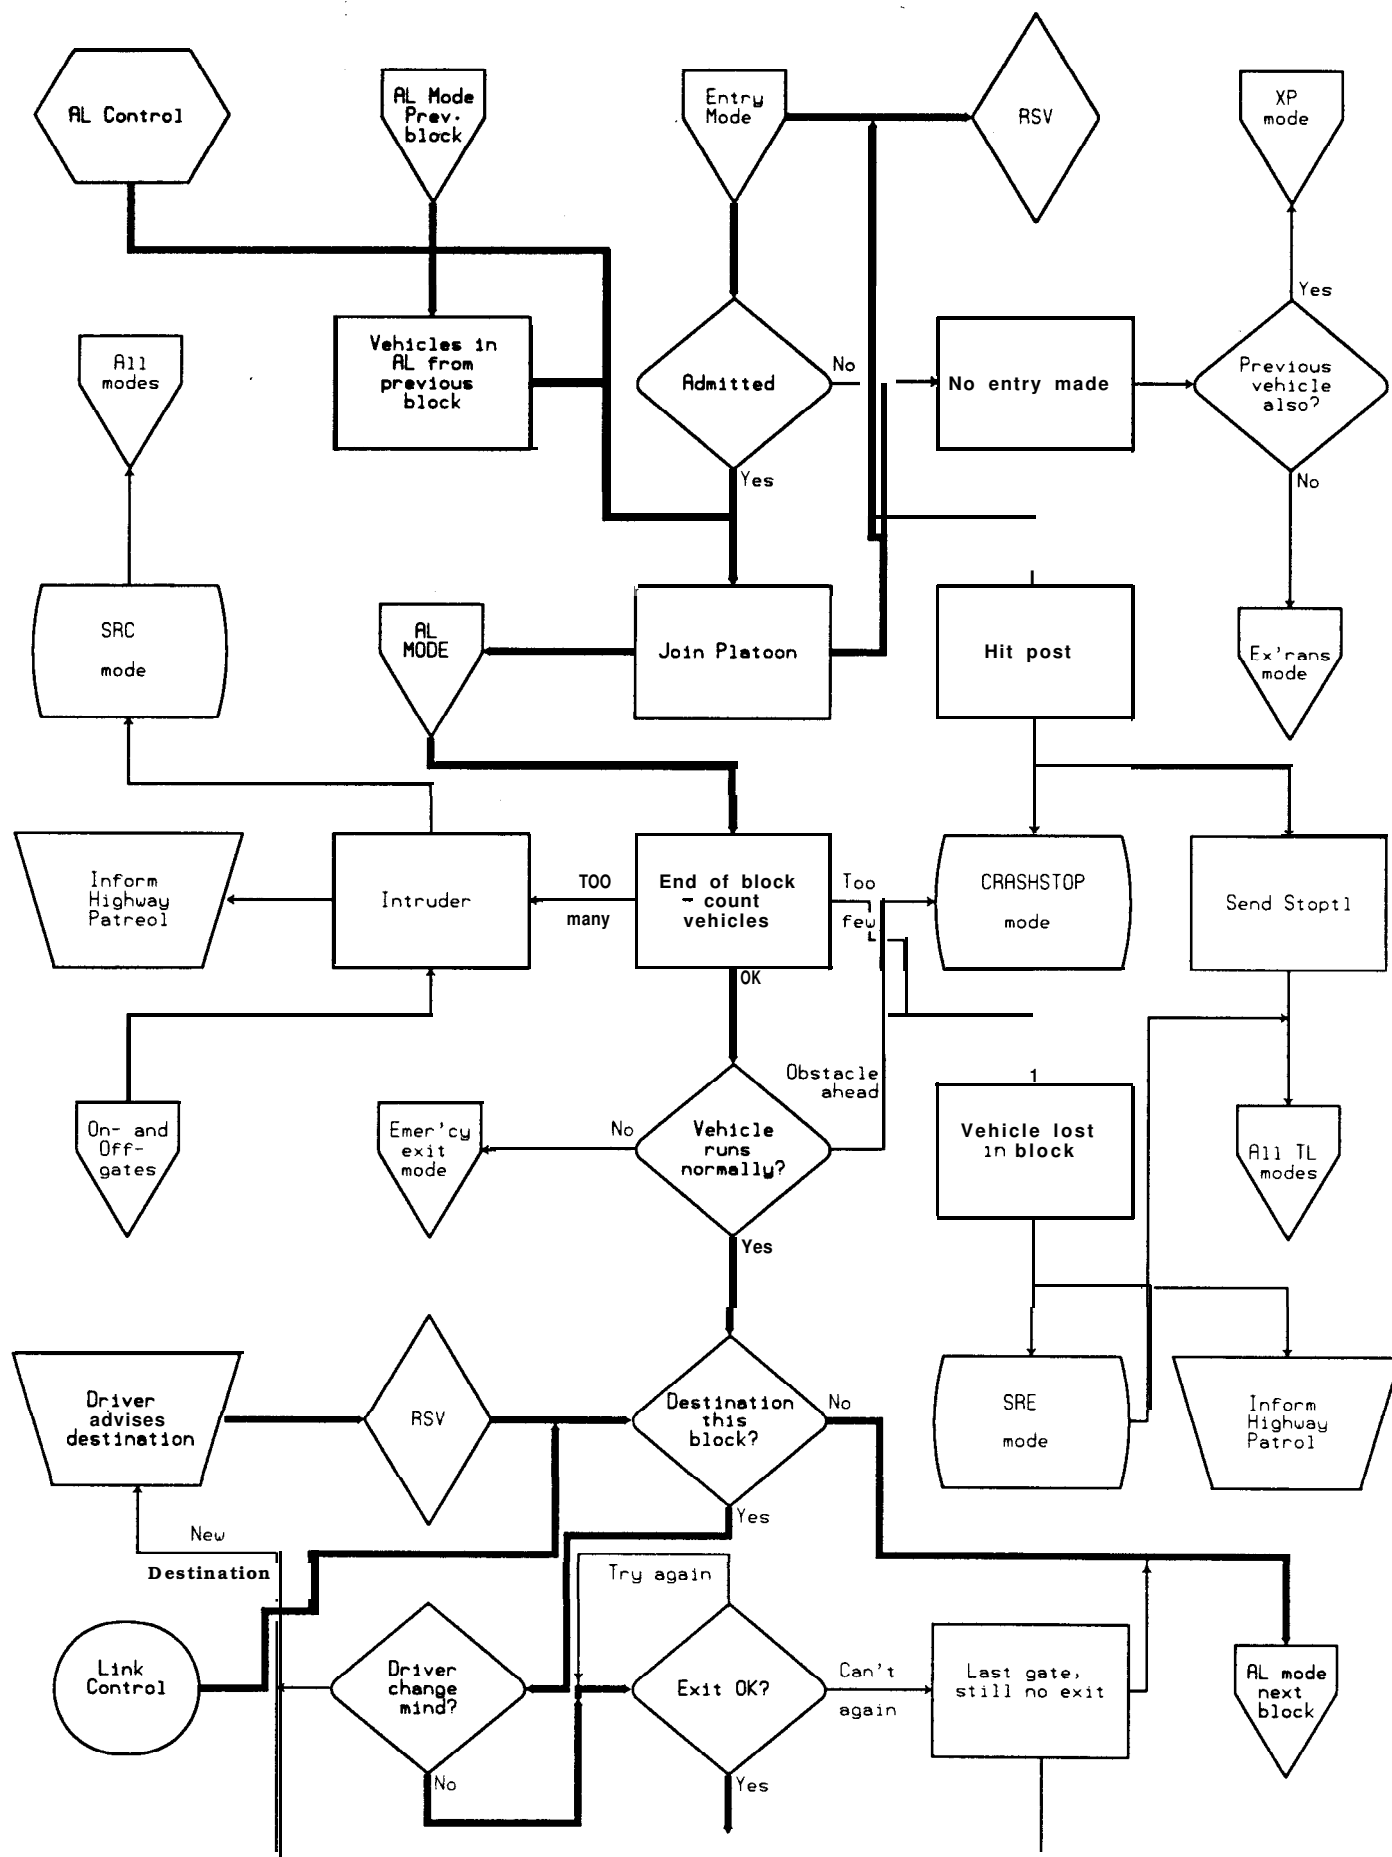 AL Control
AL Mode
Prev.
block
Entry
Mode
RSV
XP
mode
Yes
All
modes
Vehicles in
AL from
previous
block
Admitted
No
No entry made
Previous
vehicle
also?
Yes
No
SRC
mode
AL
MODE
Join Platoon
Hit post
Ex'rans
mode
Inform
Highway
Patreol
Intruder
TOO
many
End of block
- count
vehicles
Too
few
CRASHSTOP
mode
Send Stoptl
OK
Obstacle
ahead
1
On- and
Off-
gates
Emer'cy
exit
mode
No
Vehicle
runs
normally?
Vehicle lost
in block
All TL
modes
Yes
Driver
advises
destination
RSV
Destination
this
block?
No
SRE
mode
Inform
Highway
Patrol
Yes
New
Destination
Try again
Link
Control
Driver
change
mind?
Exit OK?
Can't
again
Last gate,
still no exit
AL mode
next
block
No
Yes